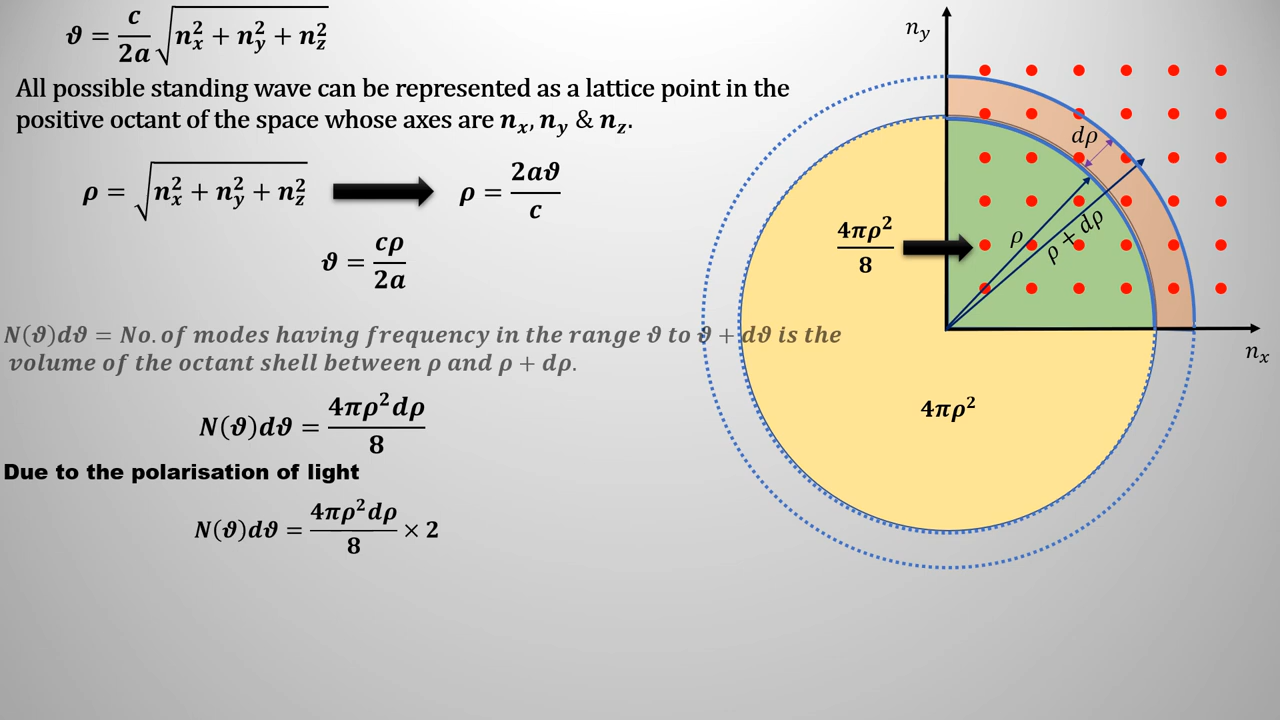 ϑ = c/2a √(n_x² + n_y² + n_z²)
All possible standing wave can be represented as a lattice point in the
positive octant of the space whose axes are n_x, n_y & n_z.
ρ = √(n_x² + n_y² + n_z²) ρ = 2aϑ/c
ϑ = cρ/2a
N(ϑ)dϑ = No. of modes having frequency in the range ϑ to ϑ + dϑ is the
volume of the octant shell between ρ and ρ + dρ.
N(ϑ)dϑ = 4πρ²dρ/8
Due to the polarisation of light
N(ϑ)dϑ = 4πρ²dρ/8 × 2
n_y
dρ
4πρ²/8
ρ
ρ + dρ
n_x
4πρ²